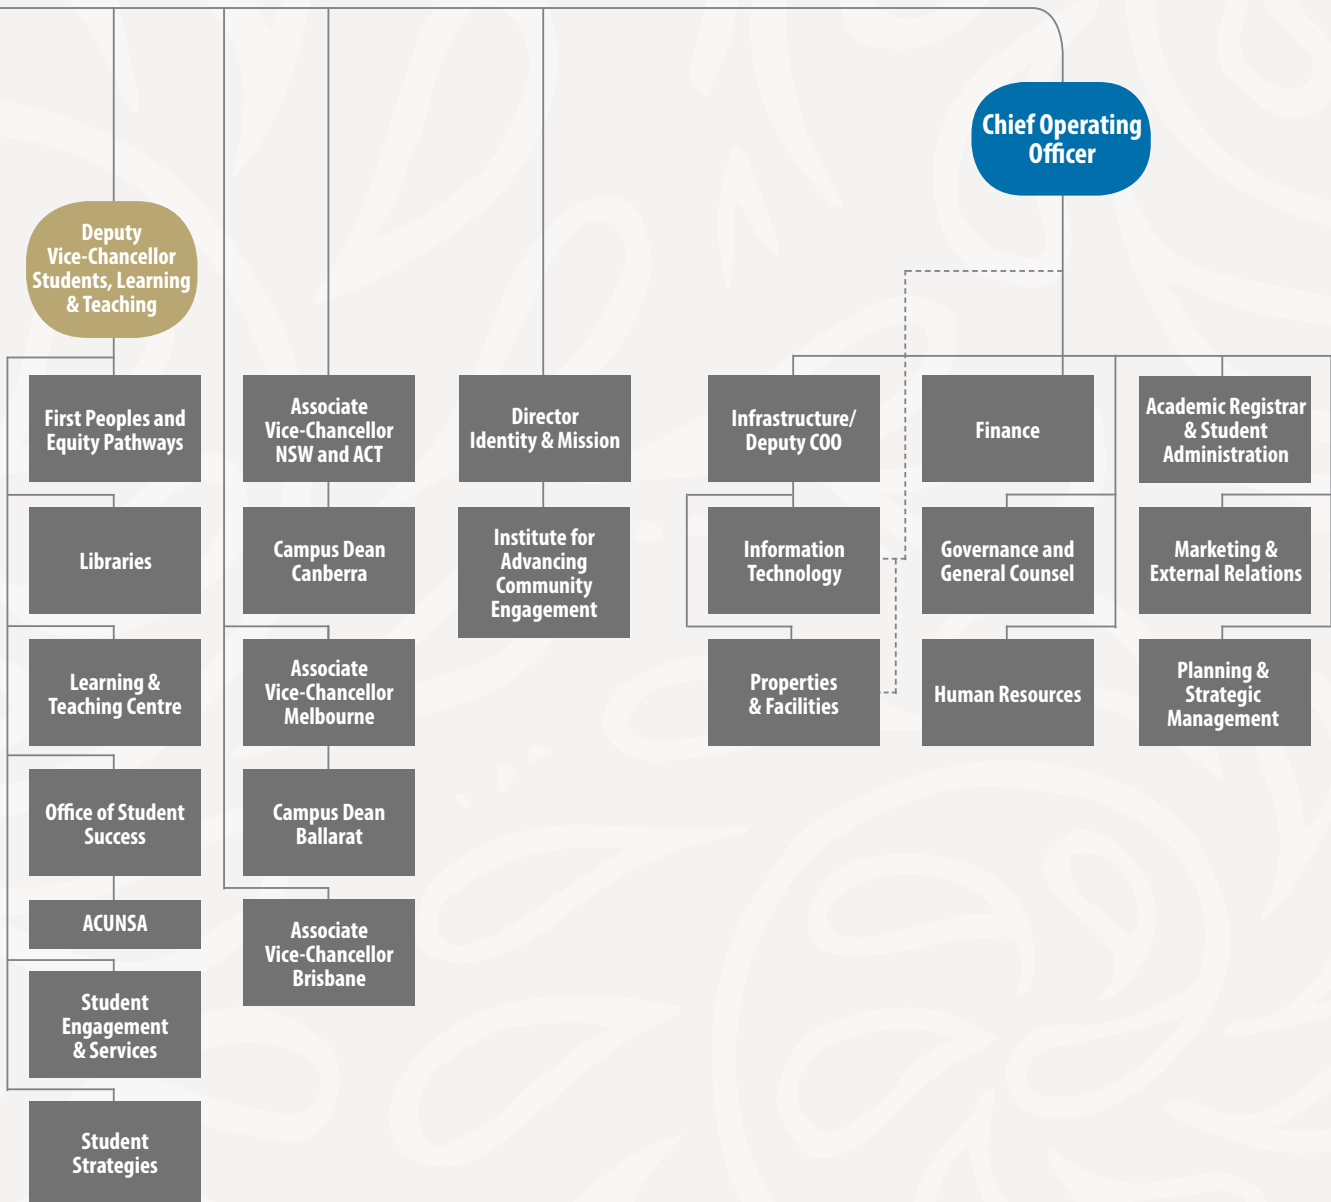 Chief Operating
Officer
Deputy
Vice-Chancellor
Students, Learning
& Teaching
First Peoples and
Equity Pathways
Libraries
Learning &
Teaching Centre
Office of Student
Success
ACUNSA
Student
Engagement
& Services
Student
Strategies
Associate
Vice-Chancellor
NSW and ACT
Campus Dean
Canberra
Associate
Vice-Chancellor
Melbourne
Campus Dean
Ballarat
Associate
Vice-Chancellor
Brisbane
Director
Identity & Mission
Institute for
Advancing
Community
Engagement
Infrastructure/
Deputy COO
Information
Technology
Properties
& Facilities
Finance
Governance and
General Counsel
Human Resources
Academic Registrar
& Student
Administration
Marketing &
External Relations
Planning &
Strategic
Management